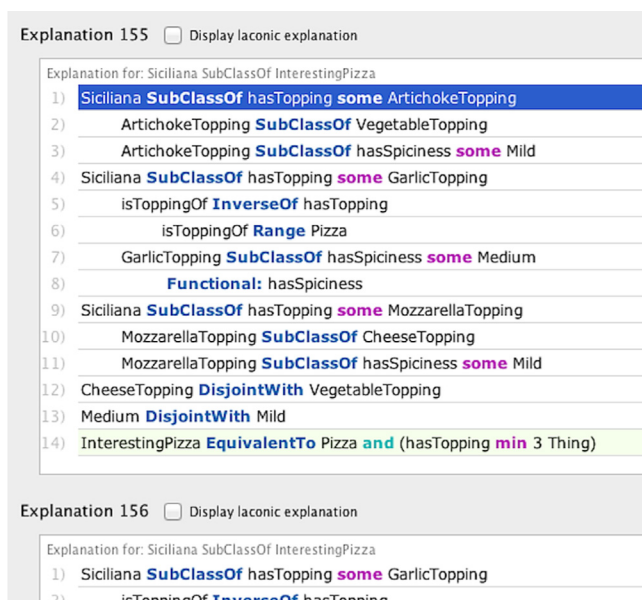 Explanation 155 Display laconic explanation
Explanation for: Siciliana SubClassOf InterestingPizza
1) Siciliana SubClassOf hasTopping some ArtichokeTopping
2) ArtichokeTopping SubClassOf VegetableTopping
3) ArtichokeTopping SubClassOf hasSpiciness some Mild
4) Siciliana SubClassOf hasTopping some GarlicTopping
5) isToppingOf InverseOf hasTopping
6) isToppingOf Range Pizza
7) GarlicTopping SubClassOf hasSpiciness some Medium
8) Functional: hasSpiciness
9) Siciliana SubClassOf hasTopping some MozzarellaTopping
10) MozzarellaTopping SubClassOf CheeseTopping
11) MozzarellaTopping SubClassOf hasSpiciness some Mild
12) CheeseTopping DisjointWith VegetableTopping
13) Medium DisjointWith Mild
14) InterestingPizza EquivalentTo Pizza and (hasTopping min 3 Thing)
Explanation 156 Display laconic explanation
Explanation for: Siciliana SubClassOf InterestingPizza
1) Siciliana SubClassOf hasTopping some GarlicTopping
2) isToppingOf InverseOf hasTopping